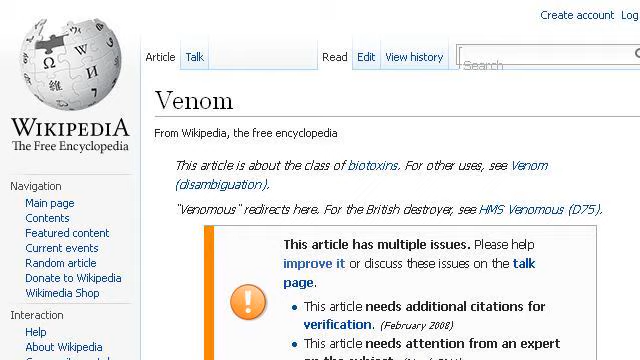 Create account Log
Article Talk Read Edit View history Search
Venom
WIKIPEDIA
The Free Encyclopedia
From Wikipedia, the free encyclopedia
This article is about the class of biotoxins. For other uses, see Venom
(disambiguation).
"Venomous" redirects here. For the British destroyer, see HMS Venomous (D75).
Navigation
Main page
Contents
Featured content
Current events
Random article
Donate to Wikipedia
Wikimedia Shop
Interaction
Help
About Wikipedia
This article has multiple issues. Please help
improve it or discuss these issues on the talk
page.
This article needs additional citations for
verification. (February 2008)
This article needs attention from an expert